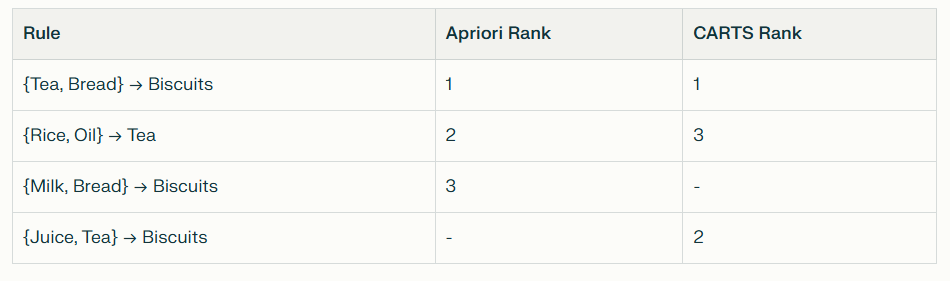 Rule Apriori Rank CARTS Rank
{Tea, Bread} → Biscuits 1 1
{Rice, Oil} → Tea 2 3
{Milk, Bread} → Biscuits 3 -
{Juice, Tea} → Biscuits - 2